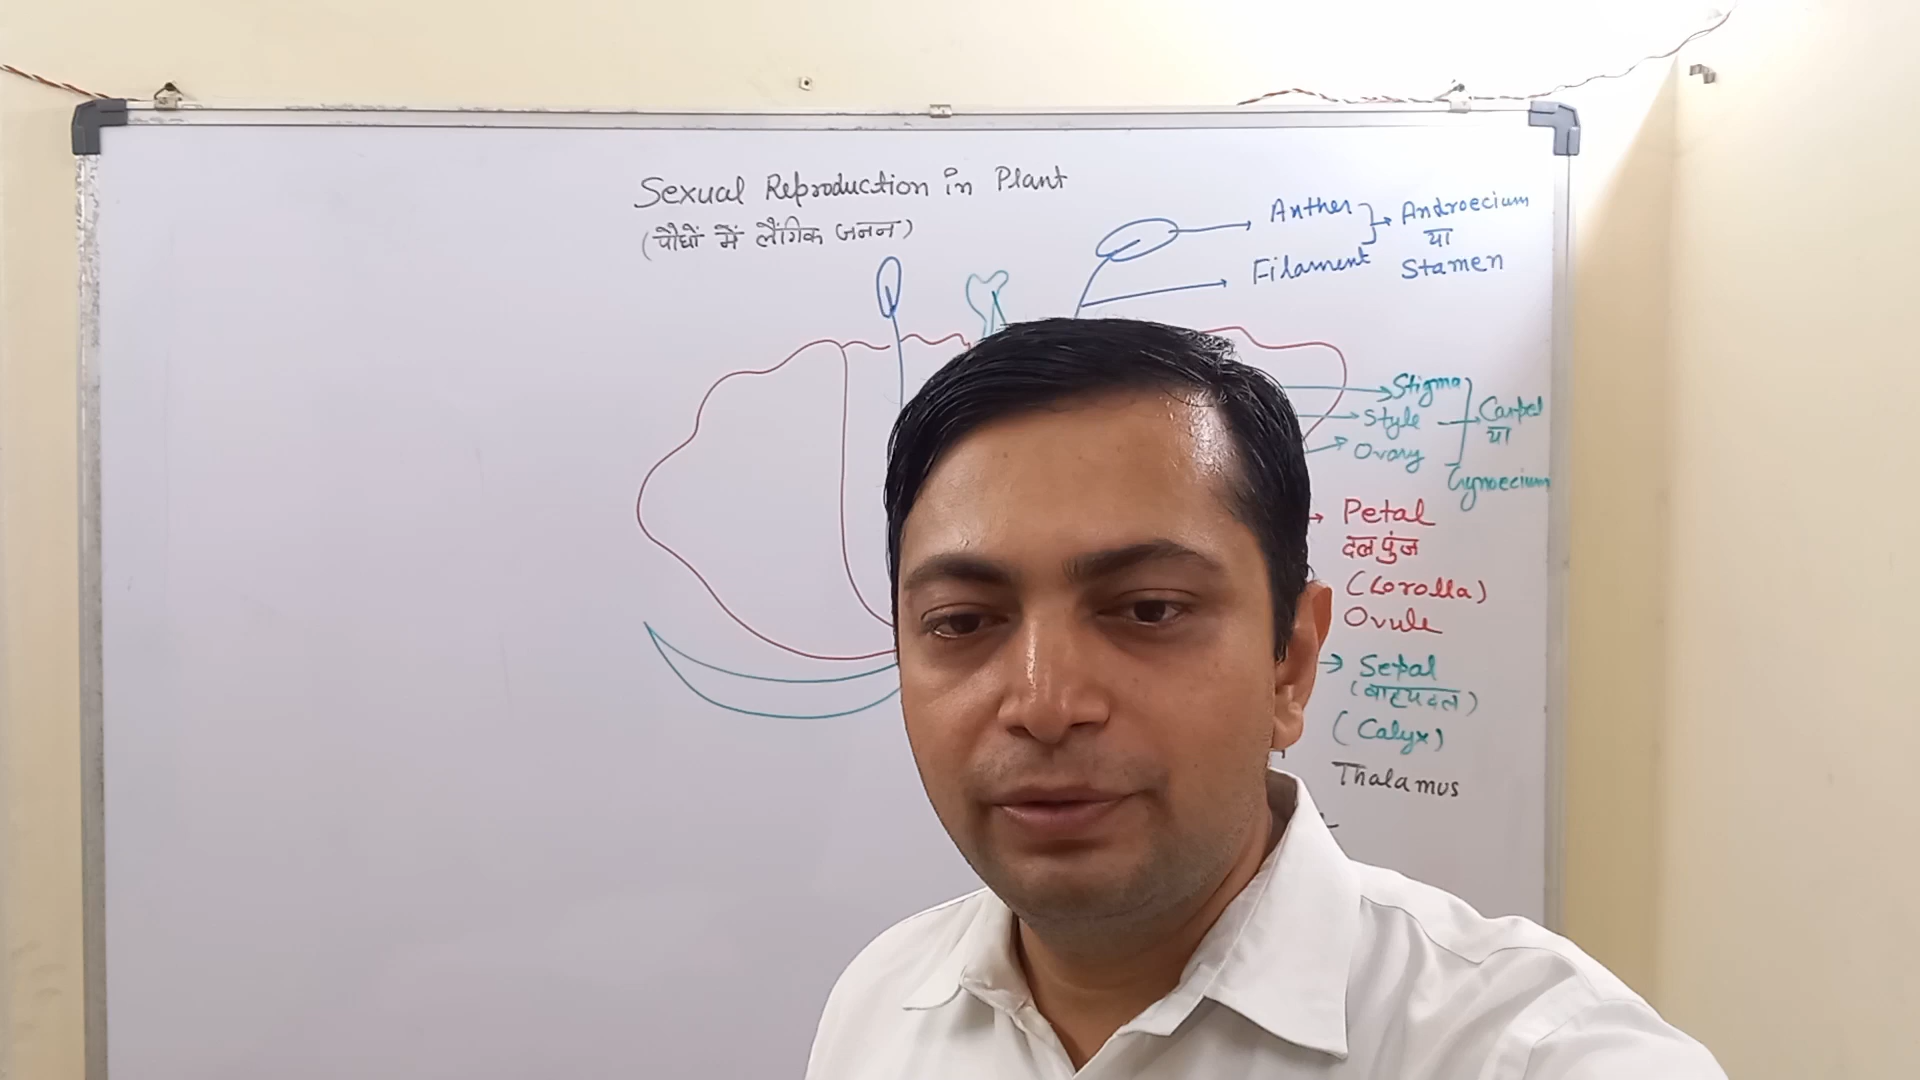 Sexual Reproduction in Plant
(पौधों में लैंगिक जनन)
Anther
Filament
Androecium
या
Stamen
Stigma
Style
Ovary
Carpel
या
Gynoecium
Petal
दलपुंज
(Corolla)
Ovule
Sepal
(बाह्यदल)
(Calyx)
Thalamus